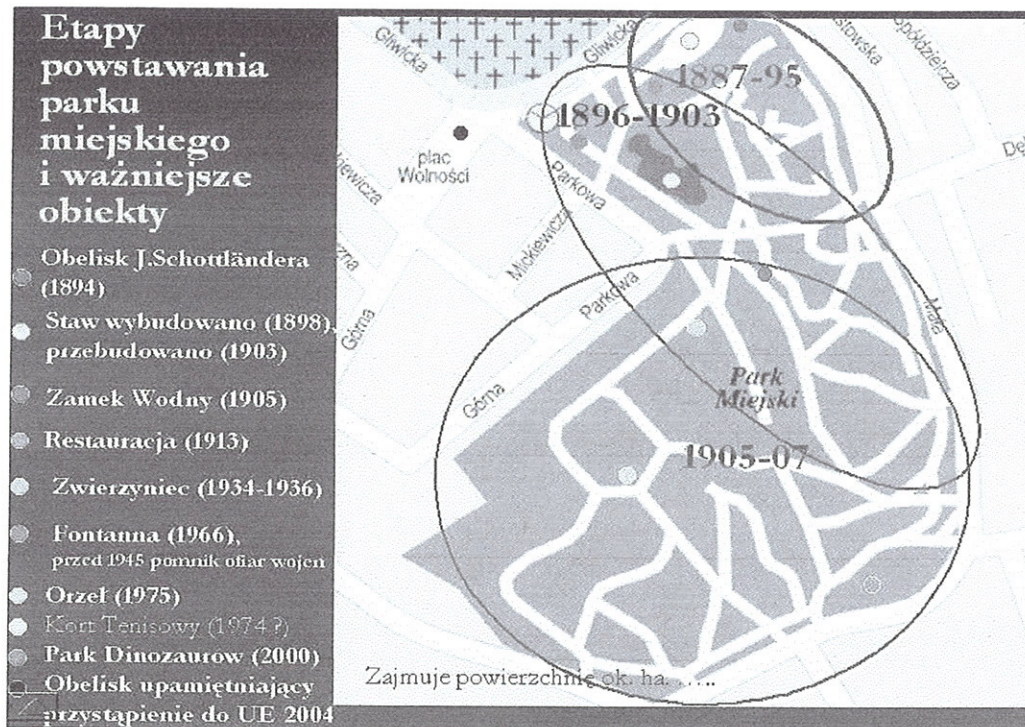 Etapy
powstawania
parku
miejskiego
i ważniejsze
obiekty
Obelisk J.Schottländera
(1894)
Staw wybudowano (1898),
przebudowano (1903)
Zamek Wodny (1905)
Restauracja (1913)
Zwierzyniec (1934-1936)
Fontanna (1966),
przed 1945 pomnik ofiar wojen
Orzeł (1975)
Kort Tenisowy (1974 ?)
Park Dinozaurów (2000)
Obelisk upamiętniający
przystąpienie do UE 2004
Gliwicka
Gliwicka
1887-95
1896-1903
plac
Wolności
Parkowa
Mickiewicza
Parkowa
Górna
Górna
Mała
Park
Miejski
1905-07
Zajmuje powierzchnię ok. ha. …..